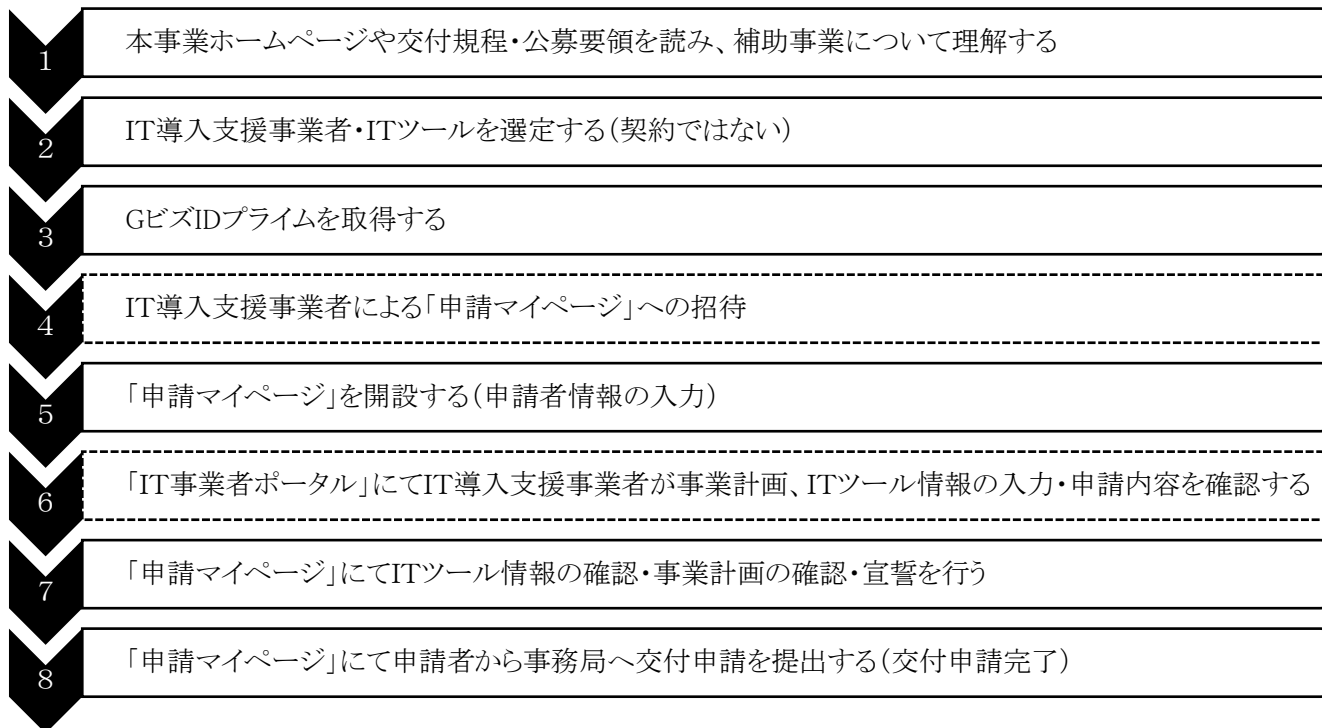 1
本事業ホームページや交付規程・公募要領を読み、補助事業について理解する
2
IT導入支援事業者・ITツールを選定する(契約ではない)
3
GビズIDプライムを取得する
4
IT導入支援事業者による「申請マイページ」への招待
5
「申請マイページ」を開設する(申請者情報の入力)
6
「IT事業者ポータル」にてIT導入支援事業者が事業計画、ITツール情報の入力・申請内容を確認する
7
「申請マイページ」にてITツール情報の確認・事業計画の確認・宣誓を行う
8
「申請マイページ」にて申請者から事務局へ交付申請を提出する(交付申請完了)